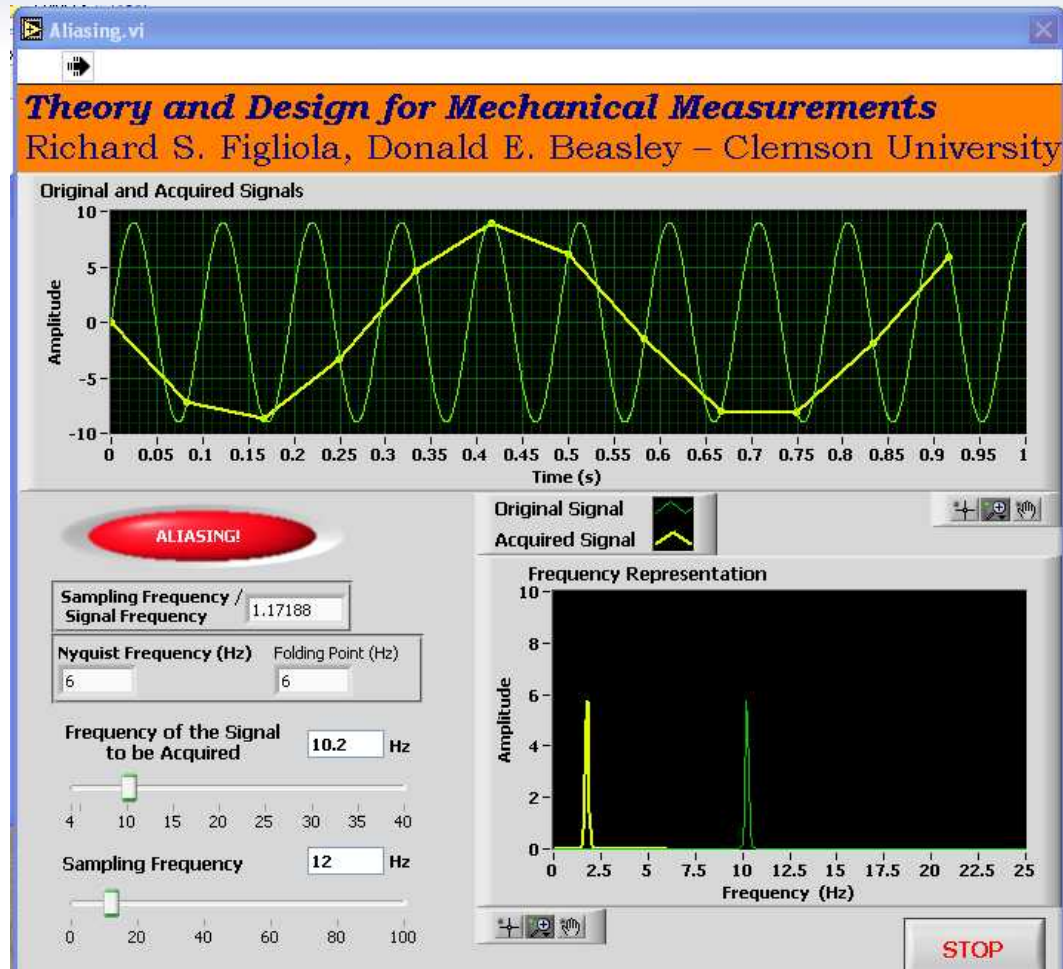 Aliasing.vi
Theory and Design for Mechanical Measurements
Richard S. Figliola, Donald E. Beasley – Clemson University
Original and Acquired Signals
Amplitude
10
5
0
-5
-10
0 0.05 0.1 0.15 0.2 0.25 0.3 0.35 0.4 0.45 0.5 0.55 0.6 0.65 0.7 0.75 0.8 0.85 0.9 0.95 1
Time (s)
ALIASING!
Sampling Frequency /
Signal Frequency
1.17188
Nyquist Frequency (Hz) Folding Point (Hz)
6 6
Frequency of the Signal
to be Acquired
10.2 Hz
4 10 15 20 25 30 35 40
Sampling Frequency 12 Hz
0 20 40 60 80 100
Original Signal
Acquired Signal
Frequency Representation
Amplitude
10
8
6
4
2
0
0 2.5 5 7.5 10 12.5 15 17.5 20 22.5 25
Frequency (Hz)
STOP